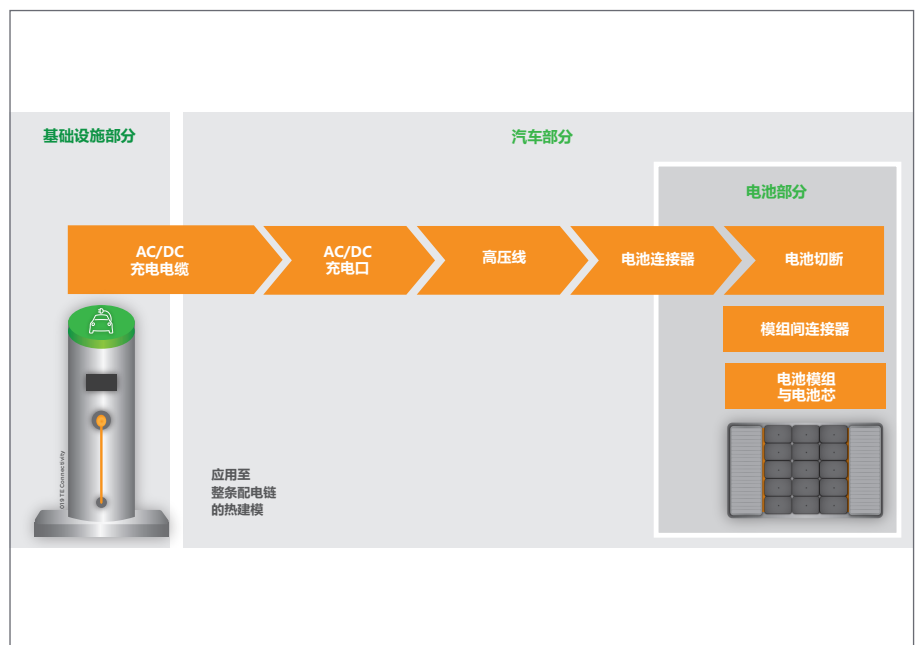 基础设施部分
汽车部分
电池部分
AC/DC
充电电缆
AC/DC
充电口
高压线
电池连接器
电池切断
模组间连接器
电池模组
与电池芯
应用至
整条配电链
的热建模
019 TE Connectivity